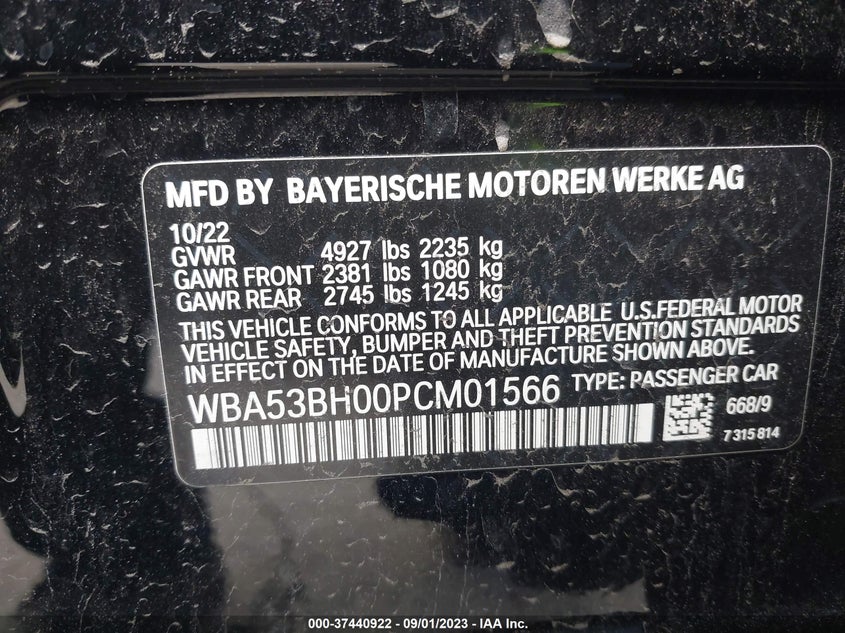 MFD BY BAYERISCHE MOTOREN WERKE AG
10/22
GVWR 4927 lbs 2235 kg
GAWR FRONT 2381 lbs 1080 kg
GAWR REAR 2745 lbs 1245 kg
THIS VEHICLE CONFORMS TO ALL APPLICABLE U.S.FEDERAL MOTOR
VEHICLE SAFETY, BUMPER AND THEFT PREVENTION STANDARDS
IN EFFECT ON THE DATE OF MANUFACTURE SHOWN ABOVE.
WBA53BH00PCM01566 TYPE: PASSENGER CAR
668/9
7315814
000-37440922 - 09/01/2023 - IAA Inc.